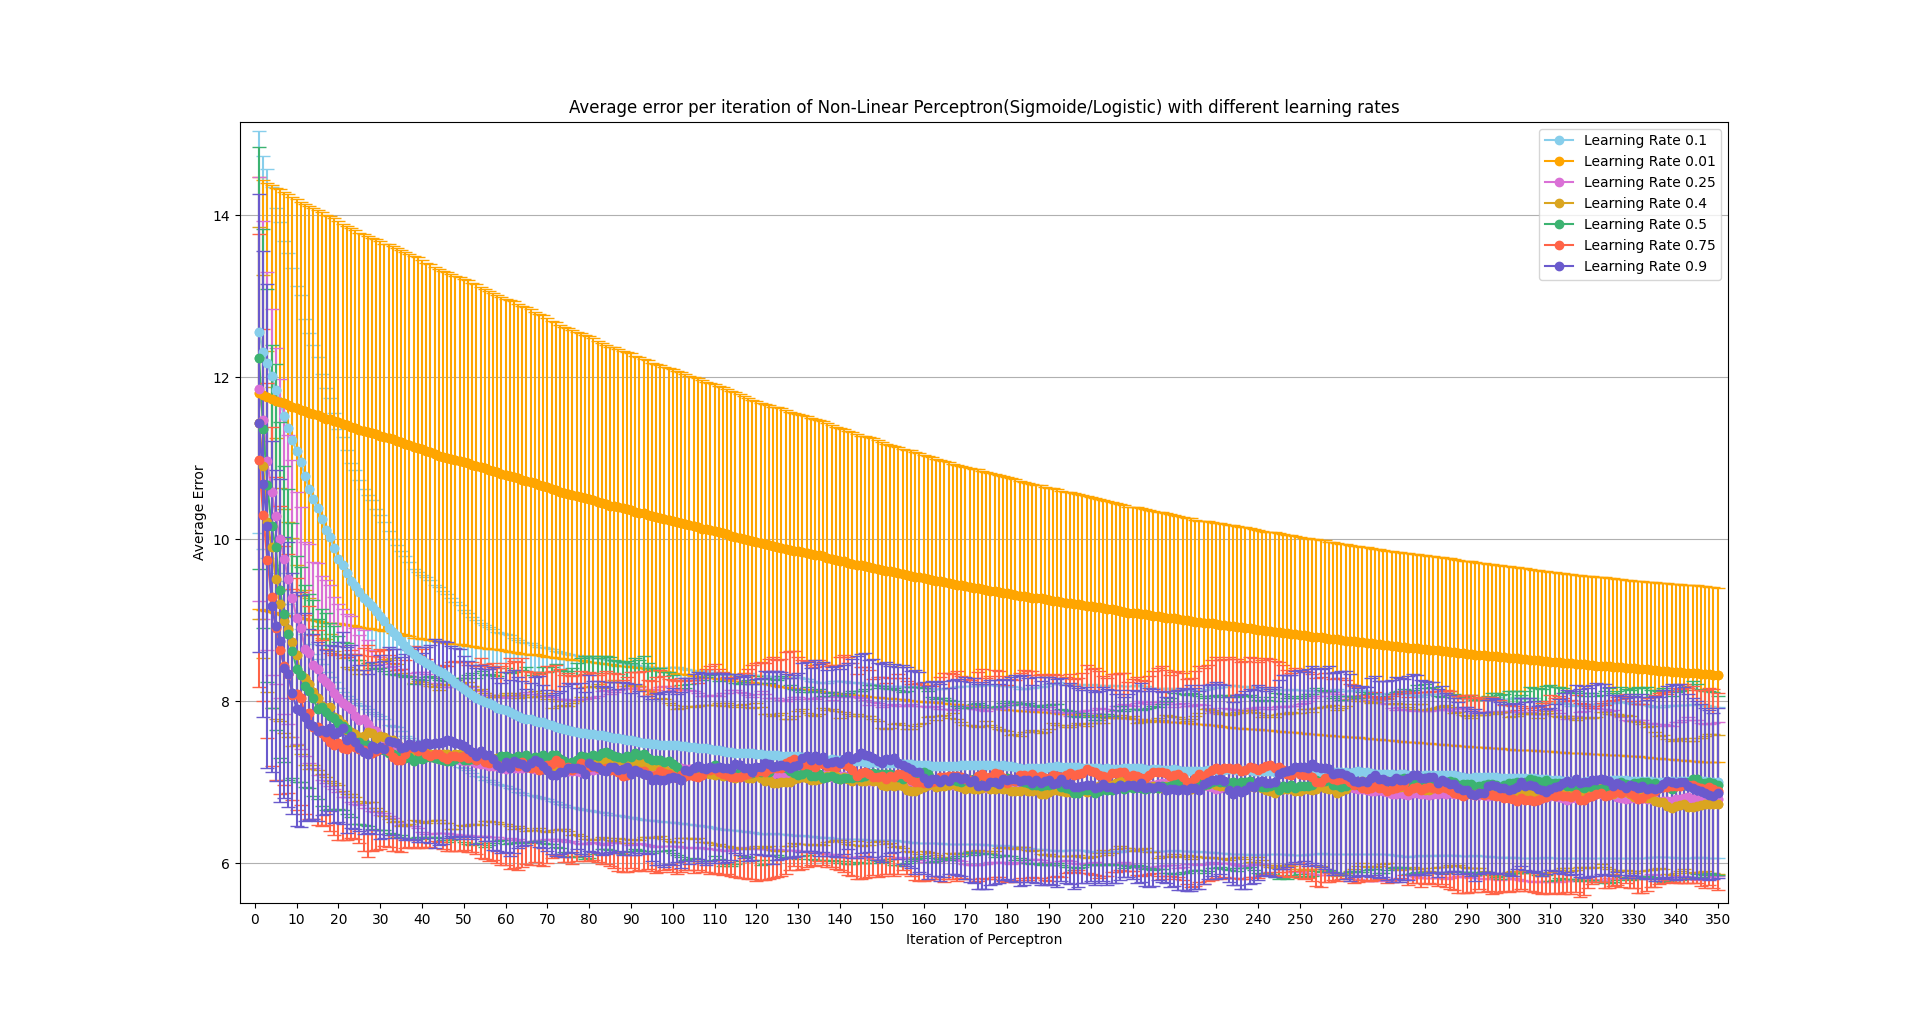 Average error per iteration of Non-Linear Perceptron(Sigmoide/Logistic) with different learning rates
Learning Rate 0.1
Learning Rate 0.01
Learning Rate 0.25
Learning Rate 0.4
Learning Rate 0.5
Learning Rate 0.75
Learning Rate 0.9
14
12
10
8
6
Average Error
0 10 20 30 40 50 60 70 80 90 100 110 120 130 140 150 160 170 180 190 200 210 220 230 240 250 260 270 280 290 300 310 320 330 340 350
Iteration of Perceptron